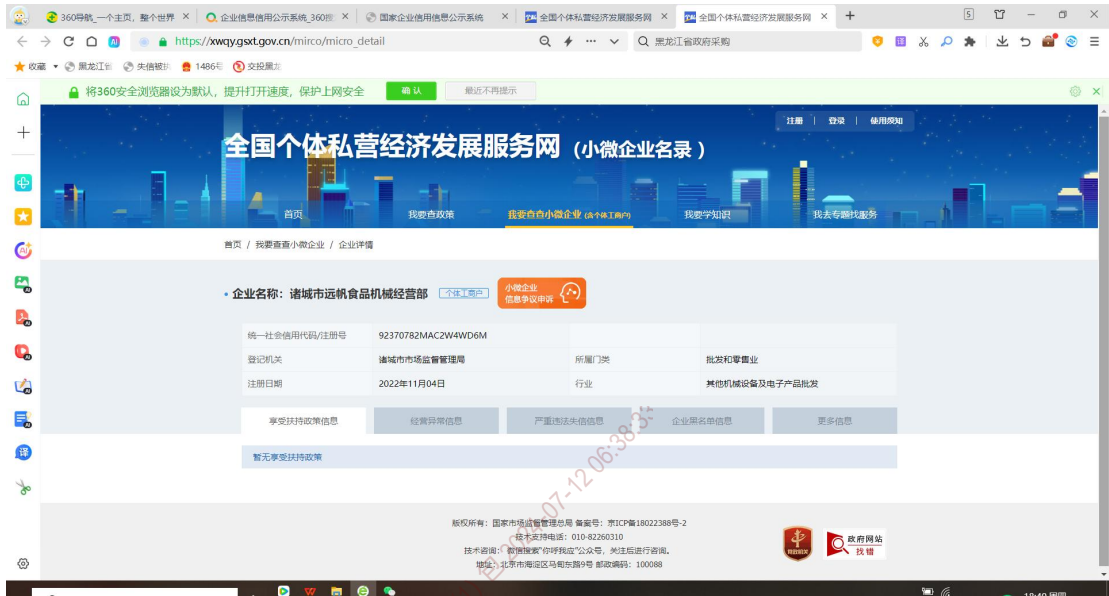 360导航_一个主页，整个世界 企业信息信用公示系统_360搜 国家企业信用信息公示系统 全国个体私营经济发展服务网 全国个体私营经济发展服务网
https://xwqy.gsxt.gov.cn/mirco/micro_detail 黑龙江省政府采购
收藏 黑龙江省 失信被执 1486号 交投黑龙
将360安全浏览器设为默认，提升打开速度，保护上网安全 确认 最近不再提示
注册 | 登录 | 使用须知
全国个体私营经济发展服务网（小微企业名录）
首页 我要查政策 我要查查小微企业 (含个体工商户) 我要学知识 我去专题找服务
首页 / 我要查查小微企业 / 企业详情
企业名称：诸城市远帆食品机械经营部 个体工商户 小微企业
信息争议申诉
统一社会信用代码/注册号 92370782MAC2W4WD6M
登记机关 诸城市市场监督管理局 所属门类 批发和零售业
注册日期 2022年11月04日 行业 其他机械设备及电子产品批发
享受扶持政策信息 经营异常信息 严重违法失信信息 企业黑名单信息 更多信息
暂无享受扶持政策
2024-07-12 06:38:3
版权所有：国家市场监督管理总局 备案号：京ICP备18022388号-2
技术支持电话：010-82260310
技术咨询：微信搜索"你呼我应"公众号，关注后进行咨询。
地址：北京市海淀区马甸东路9号 邮政编码：100088
政府网站
找错